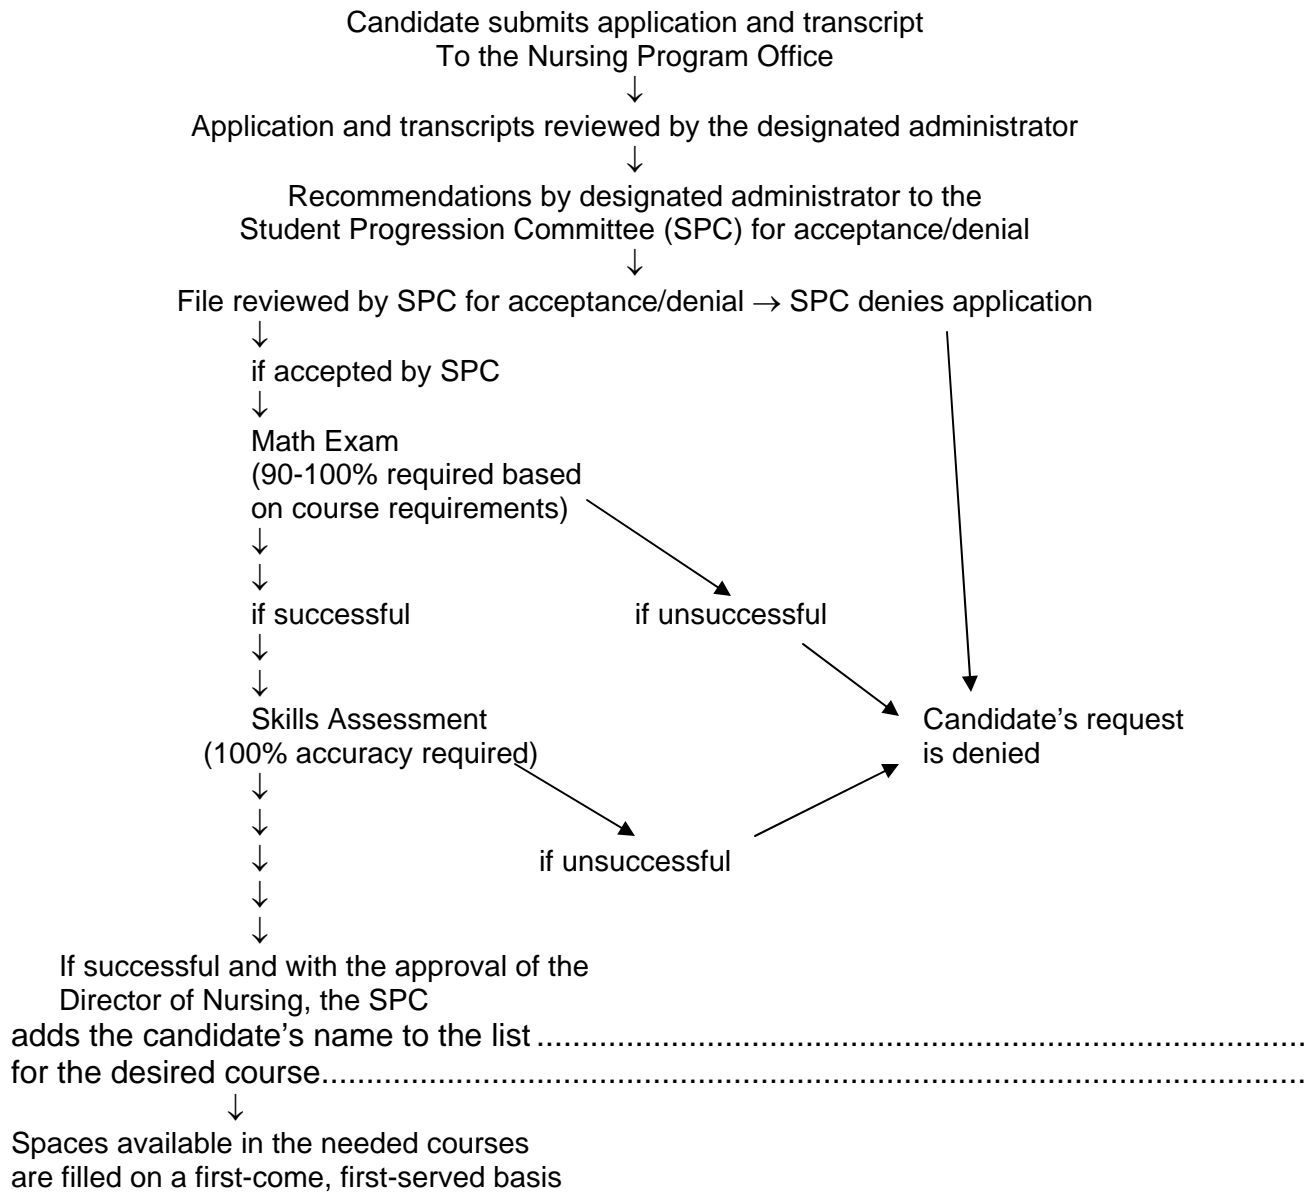 Candidate submits application and transcript
To the Nursing Program Office
↓
Application and transcripts reviewed by the designated administrator
↓
Recommendations by designated administrator to the
Student Progression Committee (SPC) for acceptance/denial
↓
File reviewed by SPC for acceptance/denial → SPC denies application
↓
if accepted by SPC
↓
Math Exam
(90-100% required based
on course requirements)
↓
↓
if successful if unsuccessful
↓
↓
Skills Assessment Candidate’s request
(100% accuracy required) is denied
↓
↓
↓
if unsuccessful
↓
↓
If successful and with the approval of the
Director of Nursing, the SPC
adds the candidate’s name to the list......................................................................................
for the desired course..............................................................................................................
↓
Spaces available in the needed courses
are filled on a first-come, first-served basis